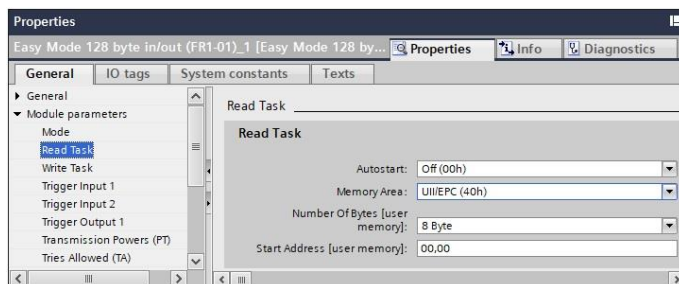 Properties
Easy Mode 128 byte in/out (FR1-01)_1 [Easy Mode 128 by...
Properties
Info
Diagnostics
General
IO tags
System constants
Texts
General
Module parameters
Mode
Read Task
Write Task
Trigger Input 1
Trigger Input 2
Trigger Output 1
Transmission Powers (PT)
Tries Allowed (TA)
Read Task
Read Task
Autostart: Off (00h)
Memory Area: UII/EPC (40h)
Number Of Bytes [user
memory]: 8 Byte
Start Address [user memory]: 00,00